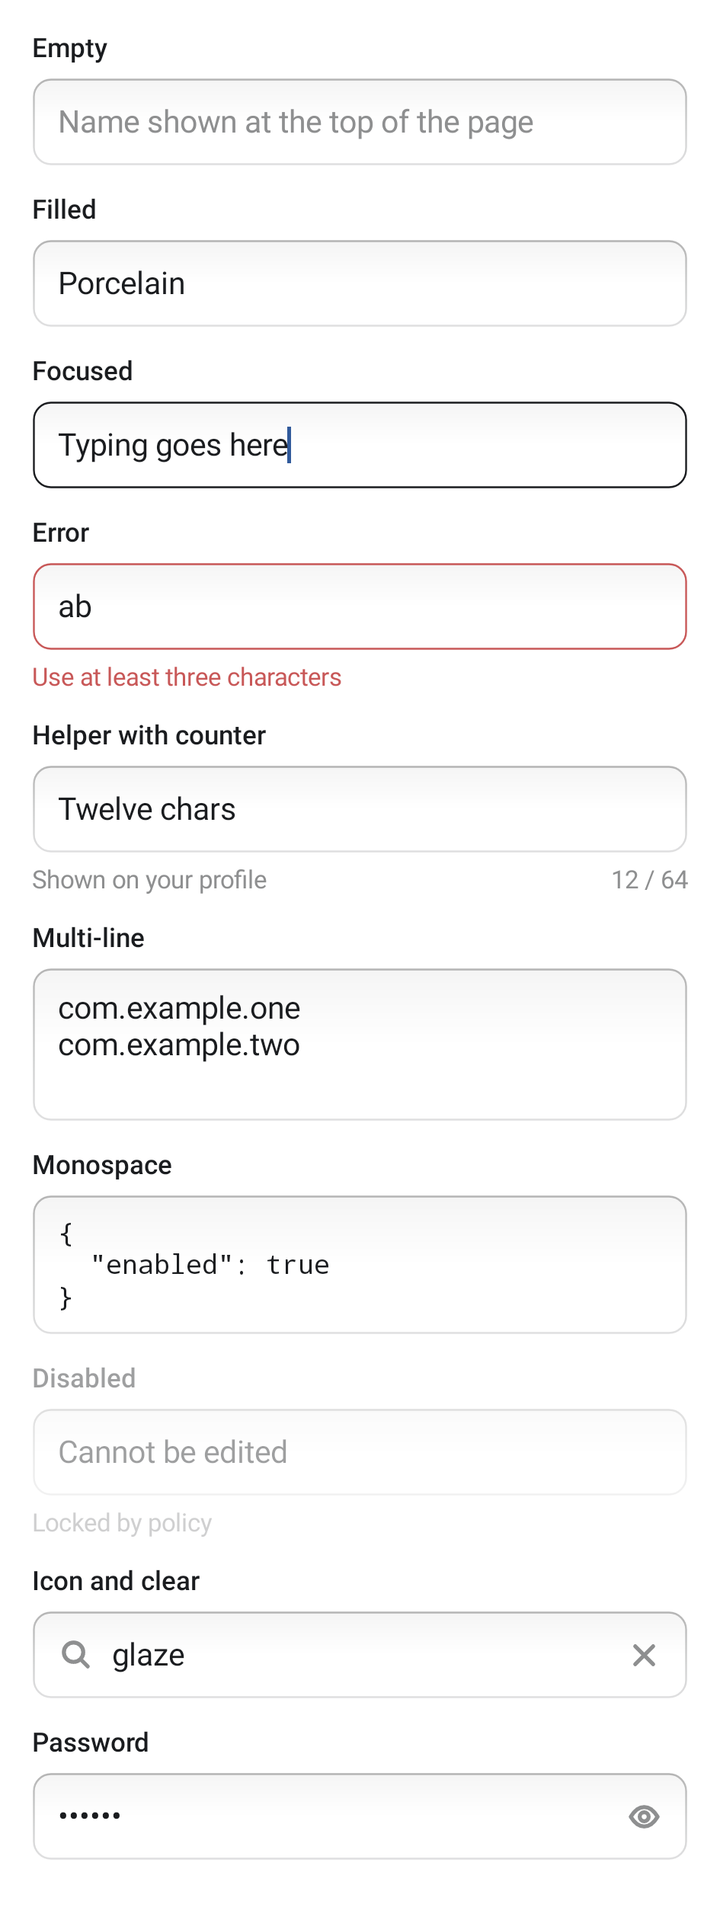 Empty
Name shown at the top of the page
Filled
Porcelain
Focused
Typing goes here
Error
ab
Use at least three characters
Helper with counter
Twelve chars
Shown on your profile 12 / 64
Multi-line
com.example.one
com.example.two
Monospace
{
  "enabled": true
}
Disabled
Cannot be edited
Locked by policy
Icon and clear
glaze
Password
••••••